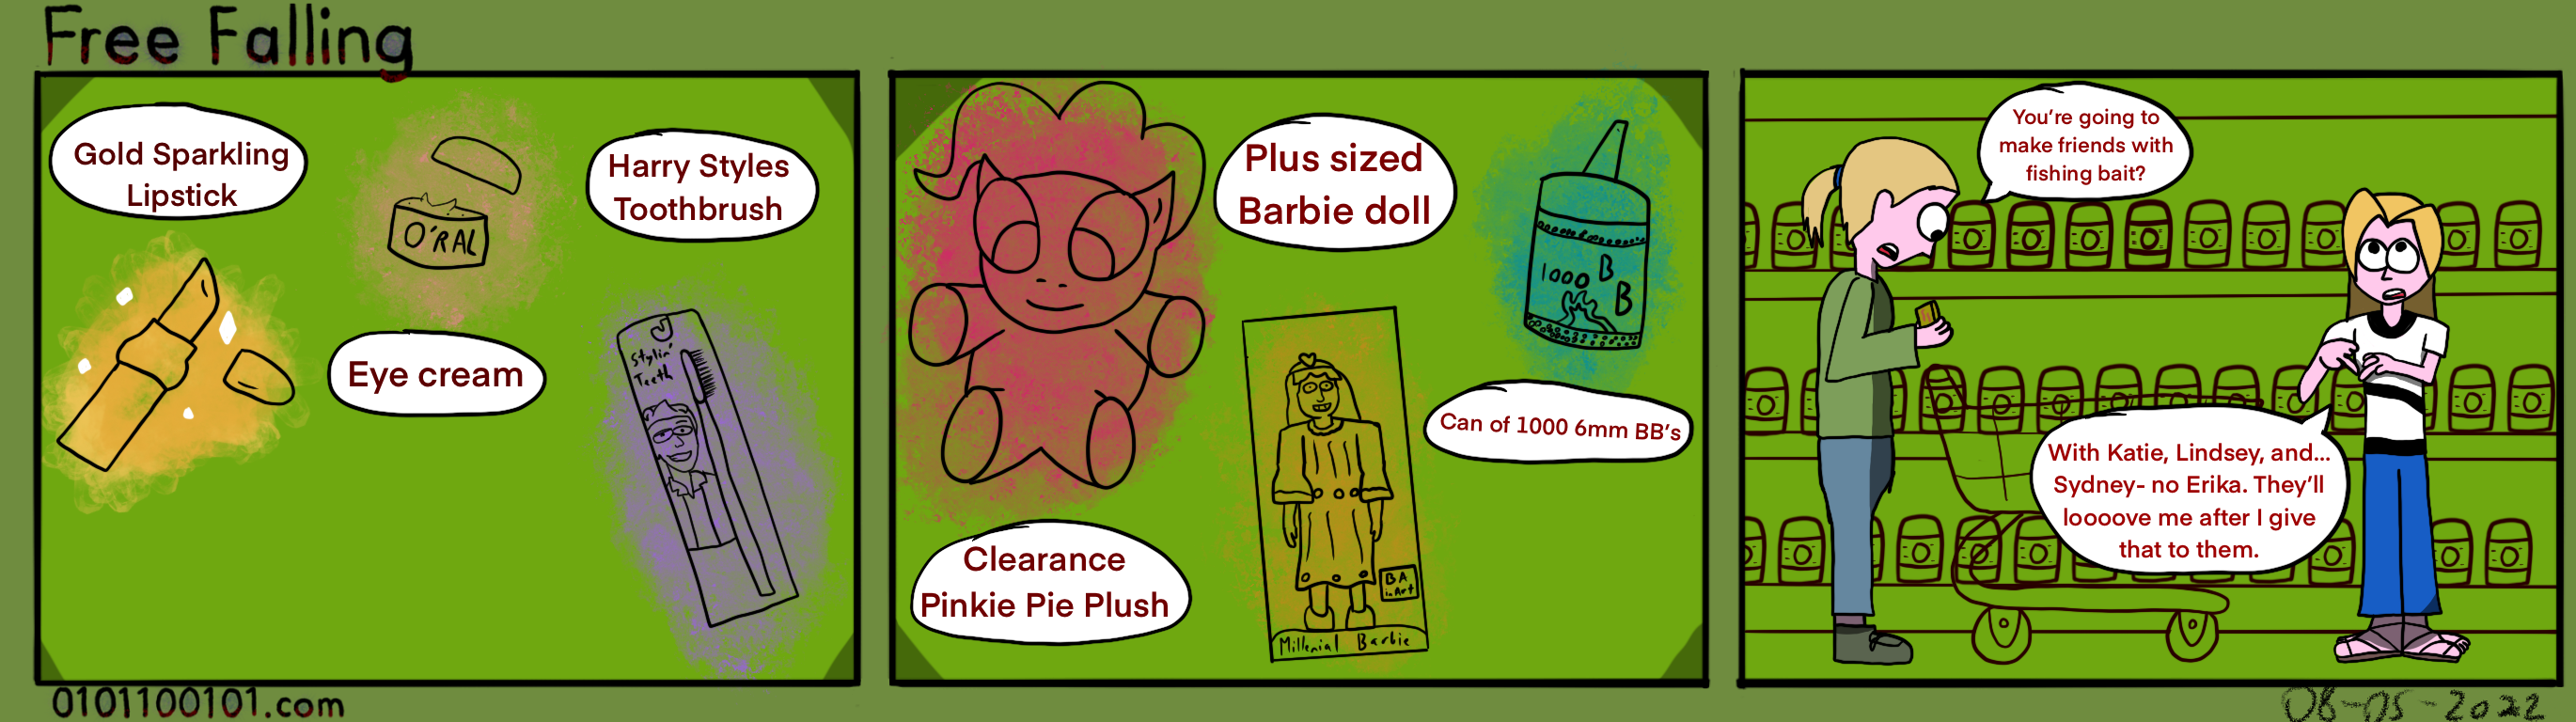 Free Falling
Gold Sparkling
Lipstick
O'RAL
Eye cream
Harry Styles
Toothbrush
Stylin'
Teeth
Clearance
Pinkie Pie Plush
Plus sized
Barbie doll
BA
in Art
Millenial Barbie
1000 B
B
Can of 1000 6mm BB's
You're going to
make friends with
fishing bait?
With Katie, Lindsey, and...
Sydney- no Erika. They'll
loooove me after I give
that to them.
0101100101.com
08-05-2022